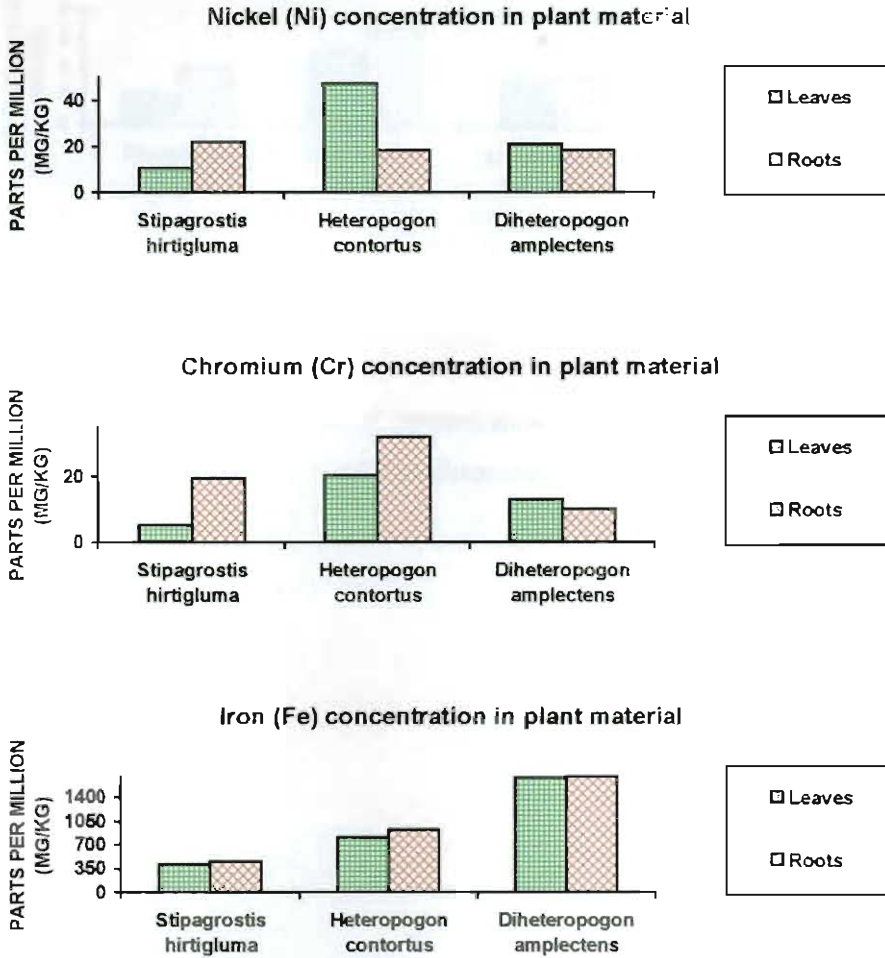 Nickel (Ni) concentration in plant material
PARTS PER MILLION
(MG/KG)
40
20
0
Stipagrostis
hirtigluma
Heteropogon
contortus
Diheteropogon
amplectens
Leaves
Roots
Chromium (Cr) concentration in plant material
PARTS PER MILLION
(MG/KG)
20
0
Stipagrostis
hirtigluma
Heteropogon
contortus
Diheteropogon
amplectens
Leaves
Roots
Iron (Fe) concentration in plant material
PARTS PER MILLION
(MG/KG)
1400
1050
700
350
0
Stipagrostis
hirtigluma
Heteropogon
contortus
Diheteropogon
amplectens
Leaves
Roots